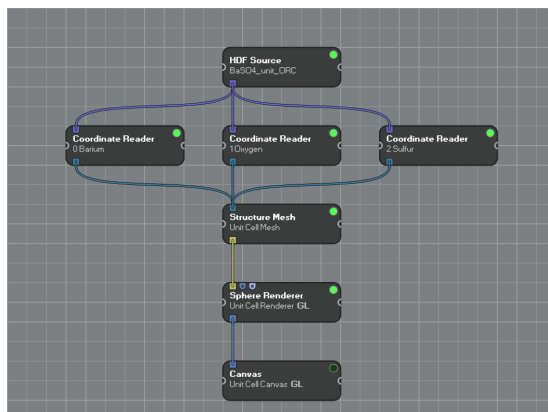 HDF Source
BaSO4_unit_ORC
Coordinate Reader
0 Barium
Coordinate Reader
1 Oxygen
Coordinate Reader
2 Sulfur
Structure Mesh
Unit Cell Mesh
Sphere Renderer
Unit Cell Renderer GL
Canvas
Unit Cell Canvas GL